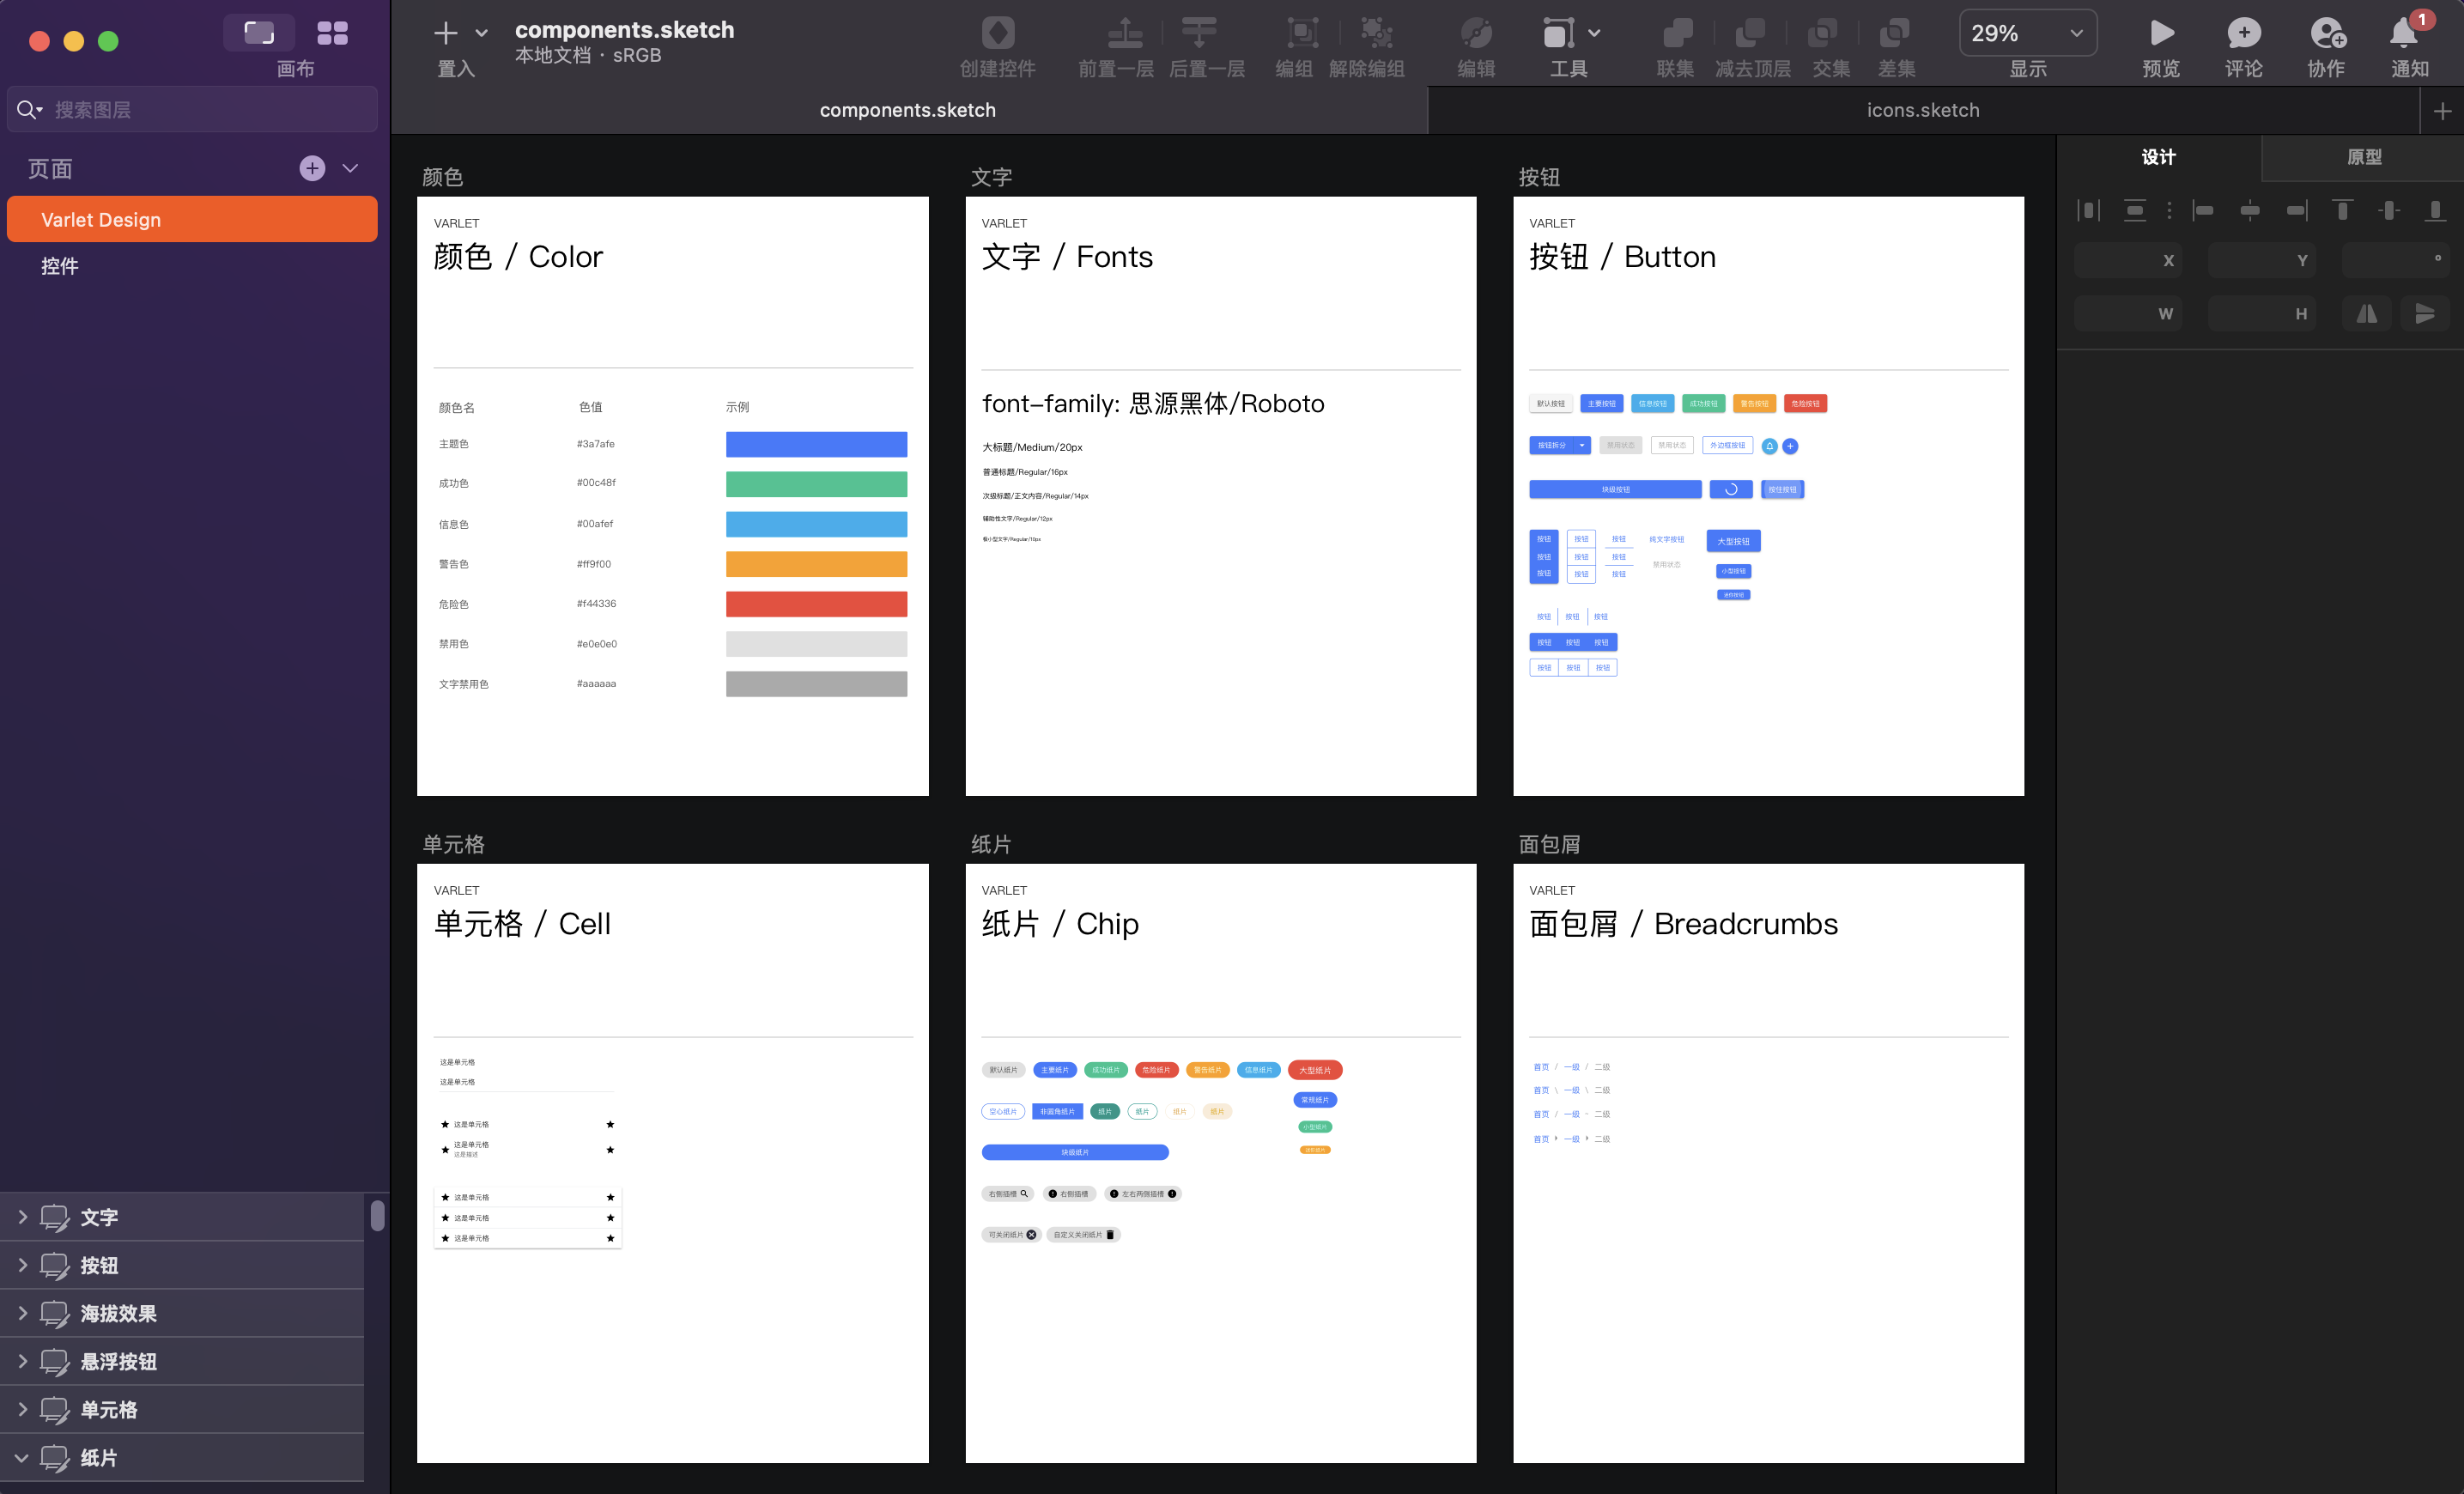 画布
置入
components.sketch
本地文档 · sRGB
创建控件
前置一层
后置一层
编组
解除编组
编辑
工具
联集
减去顶层
交集
差集
29%
显示
预览
评论
协作
1
通知
搜索图层
components.sketch
icons.sketch
页面
Varlet Design
控件
文字
按钮
海拔效果
悬浮按钮
单元格
纸片
颜色
VARLET
颜色 / Color
颜色名 色值 示例
主题色 #3a7afe
成功色 #00c48f
信息色 #00afef
警告色 #ff9f00
危险色 #f44336
禁用色 #e0e0e0
文字禁用色 #aaaaaa
文字
VARLET
文字 / Fonts
font-family: 思源黑体/Roboto
大标题/Medium/20px
普通标题/Regular/16px
次级标题/正文内容/Regular/14px
辅助性文字/Regular/12px
极小型文字/Regular/10px
按钮
VARLET
按钮 / Button
默认按钮 主要按钮 信息按钮 成功按钮 警告按钮 危险按钮
按钮拆分 禁用状态 禁用状态 外边框按钮
块级按钮 按住按钮
按钮 按钮 按钮 纯文字按钮 大型按钮
按钮 按钮 按钮 禁用状态 小型按钮
按钮 按钮 按钮
按钮 按钮 按钮
按钮 按钮 按钮
按钮 按钮 按钮
单元格
VARLET
单元格 / Cell
这是单元格
这是单元格
这是单元格
这是单元格
这是描述
这是单元格
这是单元格
这是单元格
纸片
VARLET
纸片 / Chip
默认纸片 主要纸片 成功纸片 危险纸片 警告纸片 信息纸片 大型纸片
空心纸片 非圆角纸片 纸片 纸片 纸片 纸片 常规纸片
小型纸片
块级纸片
右侧插槽 右侧插槽 左右两侧插槽
可关闭纸片 自定义关闭纸片
面包屑
VARLET
面包屑 / Breadcrumbs
首页 / 一级 / 二级
首页 \ 一级 \ 二级
首页 / 一级 - 二级
首页 一级 二级
设计
原型
X
Y
°
W
H